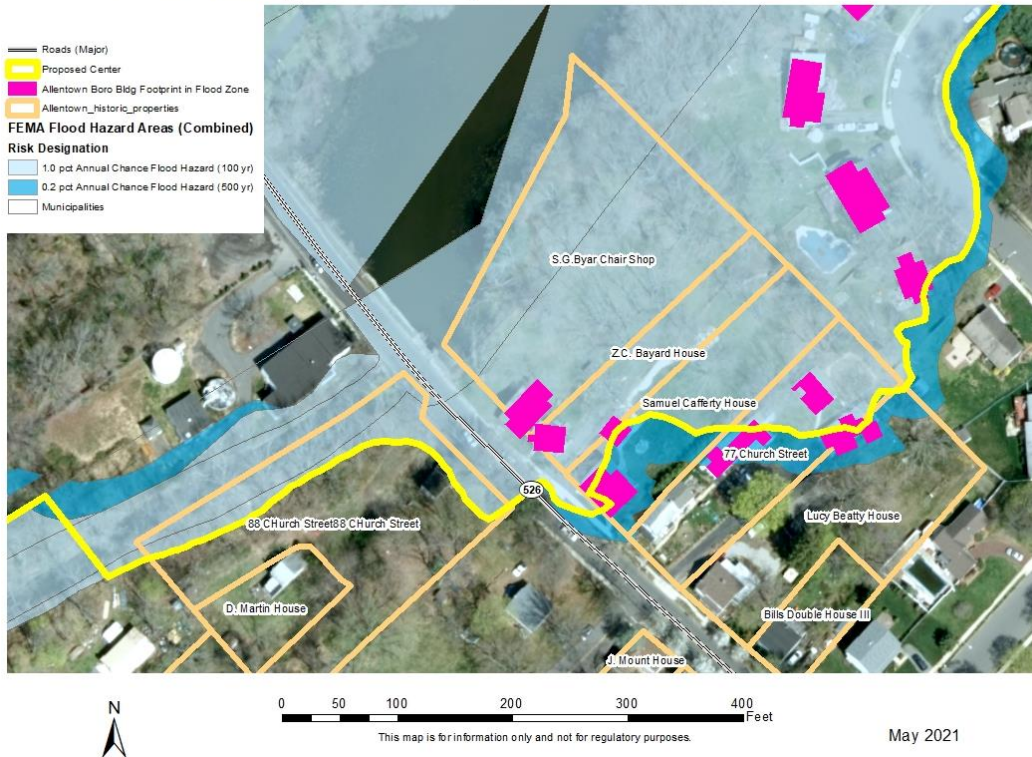 Roads (Major)
Proposed Center
Allentown Boro Bldg Footprint in Flood Zone
Allentown_historic_properties
FEMA Flood Hazard Areas (Combined)
Risk Designation
1.0 pct Annual Chance Flood Hazard (100 yr)
0.2 pct Annual Chance Flood Hazard (500 yr)
Municipalities
S.G.Byar Chair Shop
Z.C. Bayard House
Samuel Cafferty House
77 Church Street
526
88 CHurch Street88 CHurch Street
Lucy Beatty House
D. Martin House
Bills Double House III
J. Mount House
N
0 50 100 200 300 400
Feet
This map is for information only and not for regulatory purposes.
May 2021